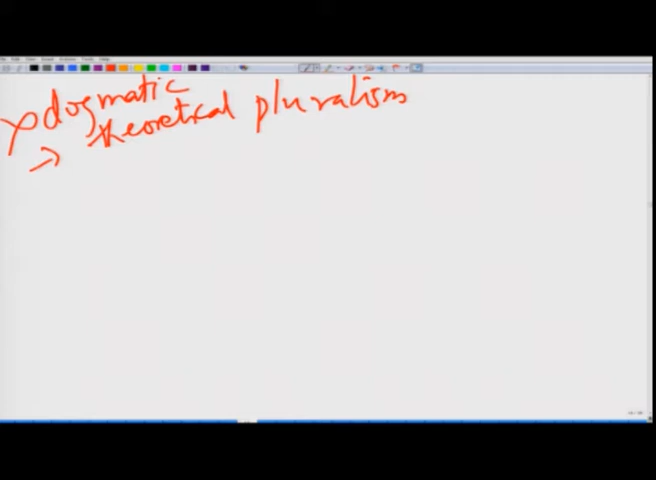 x dogmatic
→ theoretical pluralism